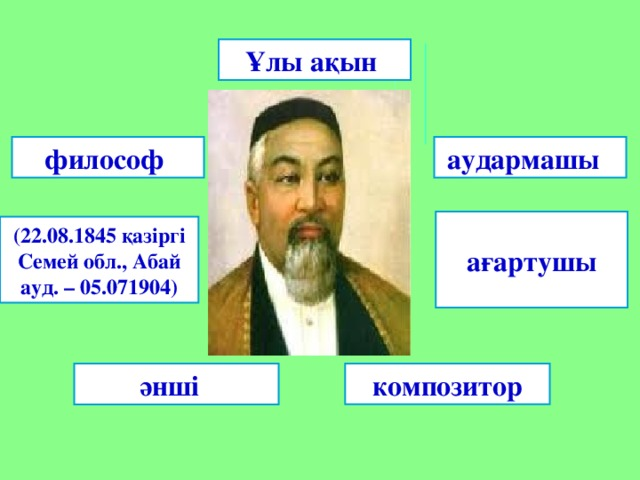 Ұлы ақын
философ
аудармашы
(22.08.1845 қазіргі
Семей обл., Абай
ауд. – 05.071904)
ағартушы
әнші
композитор